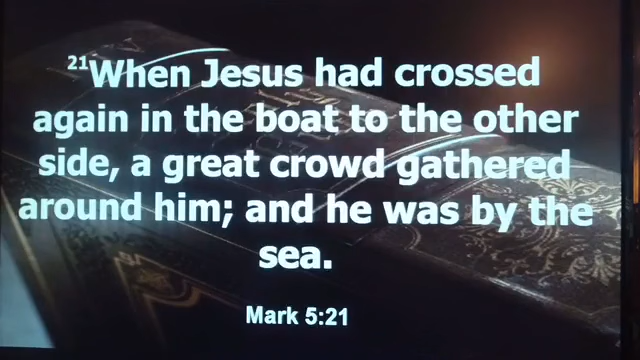 21When Jesus had crossed
again in the boat to the other
side, a great crowd gathered
around him; and he was by the
sea.
Mark 5:21